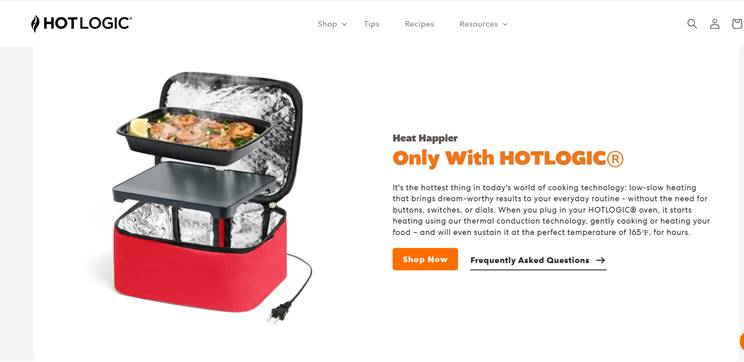 HOTLOGIC®
Shop Tips Recipes Resources
Heat Happier
Only With HOTLOGIC®
It's the hottest thing in today's world of cooking technology: low-slow heating
that brings dream-worthy results to your everyday routine - without the need for
buttons, switches, or dials. When you plug in your HOTLOGIC® oven, it starts
heating using our thermal conduction technology, gently cooking or heating your
food – and will even sustain it at the perfect temperature of 165°F, for hours.
Shop Now
Frequently Asked Questions →